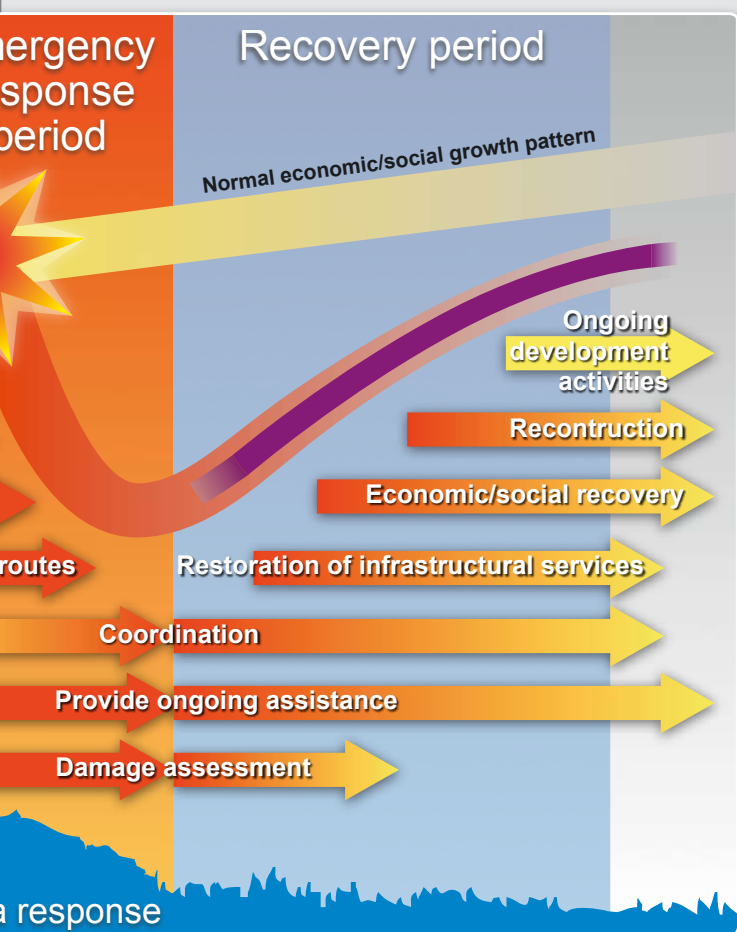 mergency
sponse
period
Recovery period
Normal economic/social growth pattern
Ongoing
development
activities
Recontruction
Economic/social recovery
routes
Restoration of infrastructural services
Coordination
Provide ongoing assistance
Damage assessment
a response